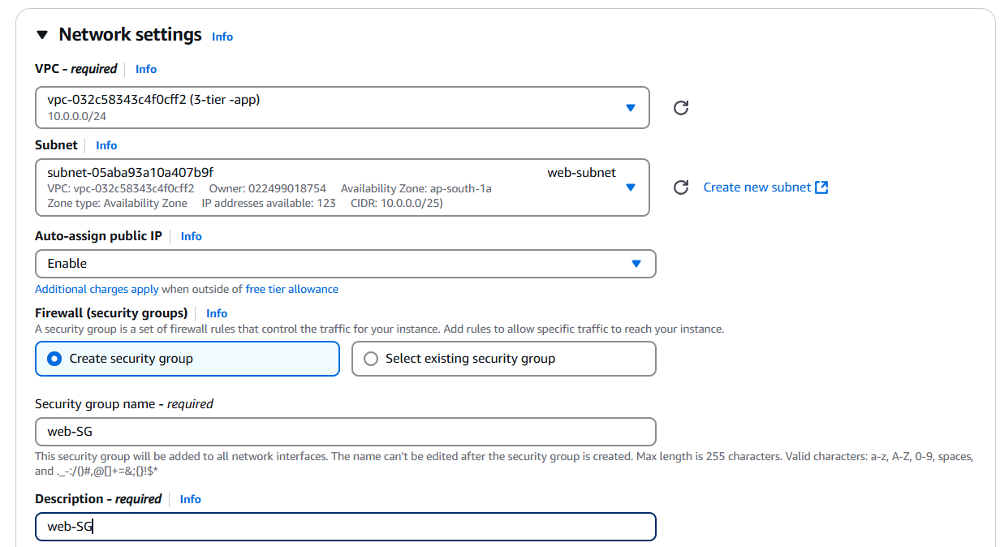 Network settings Info
VPC - required Info
vpc-032c58343c4f0cff2 (3-tier -app)
10.0.0.0/24
Subnet Info
subnet-05aba93a10a407b9f web-subnet
VPC: vpc-032c58343c4f0cff2 Owner: 022499018754 Availability Zone: ap-south-1a
Zone type: Availability Zone IP addresses available: 123 CIDR: 10.0.0.0/25)
Create new subnet
Auto-assign public IP Info
Enable
Additional charges apply when outside of free tier allowance
Firewall (security groups) Info
A security group is a set of firewall rules that control the traffic for your instance. Add rules to allow specific traffic to reach your instance.
Create security group Select existing security group
Security group name - required
web-SG
This security group will be added to all network interfaces. The name can't be edited after the security group is created. Max length is 255 characters. Valid characters: a-z, A-Z, 0-9, spaces,
and ._-:/()#,@[]+=&;{}!$*
Description - required Info
web-SG